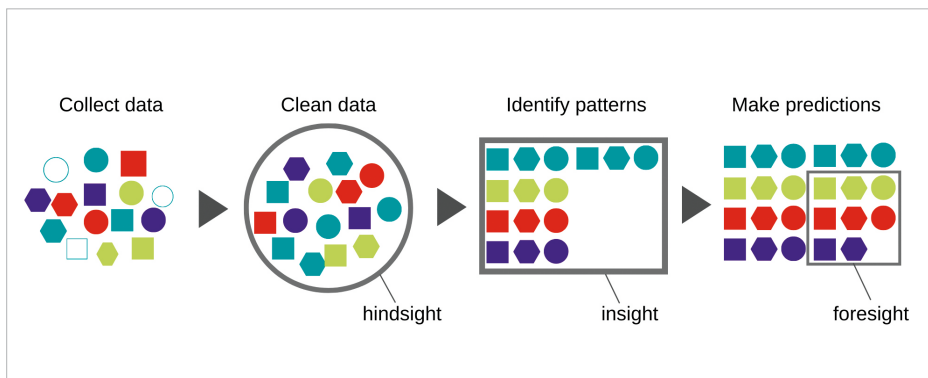 Collect data
Clean data
Identify patterns
Make predictions
hindsight
insight
foresight